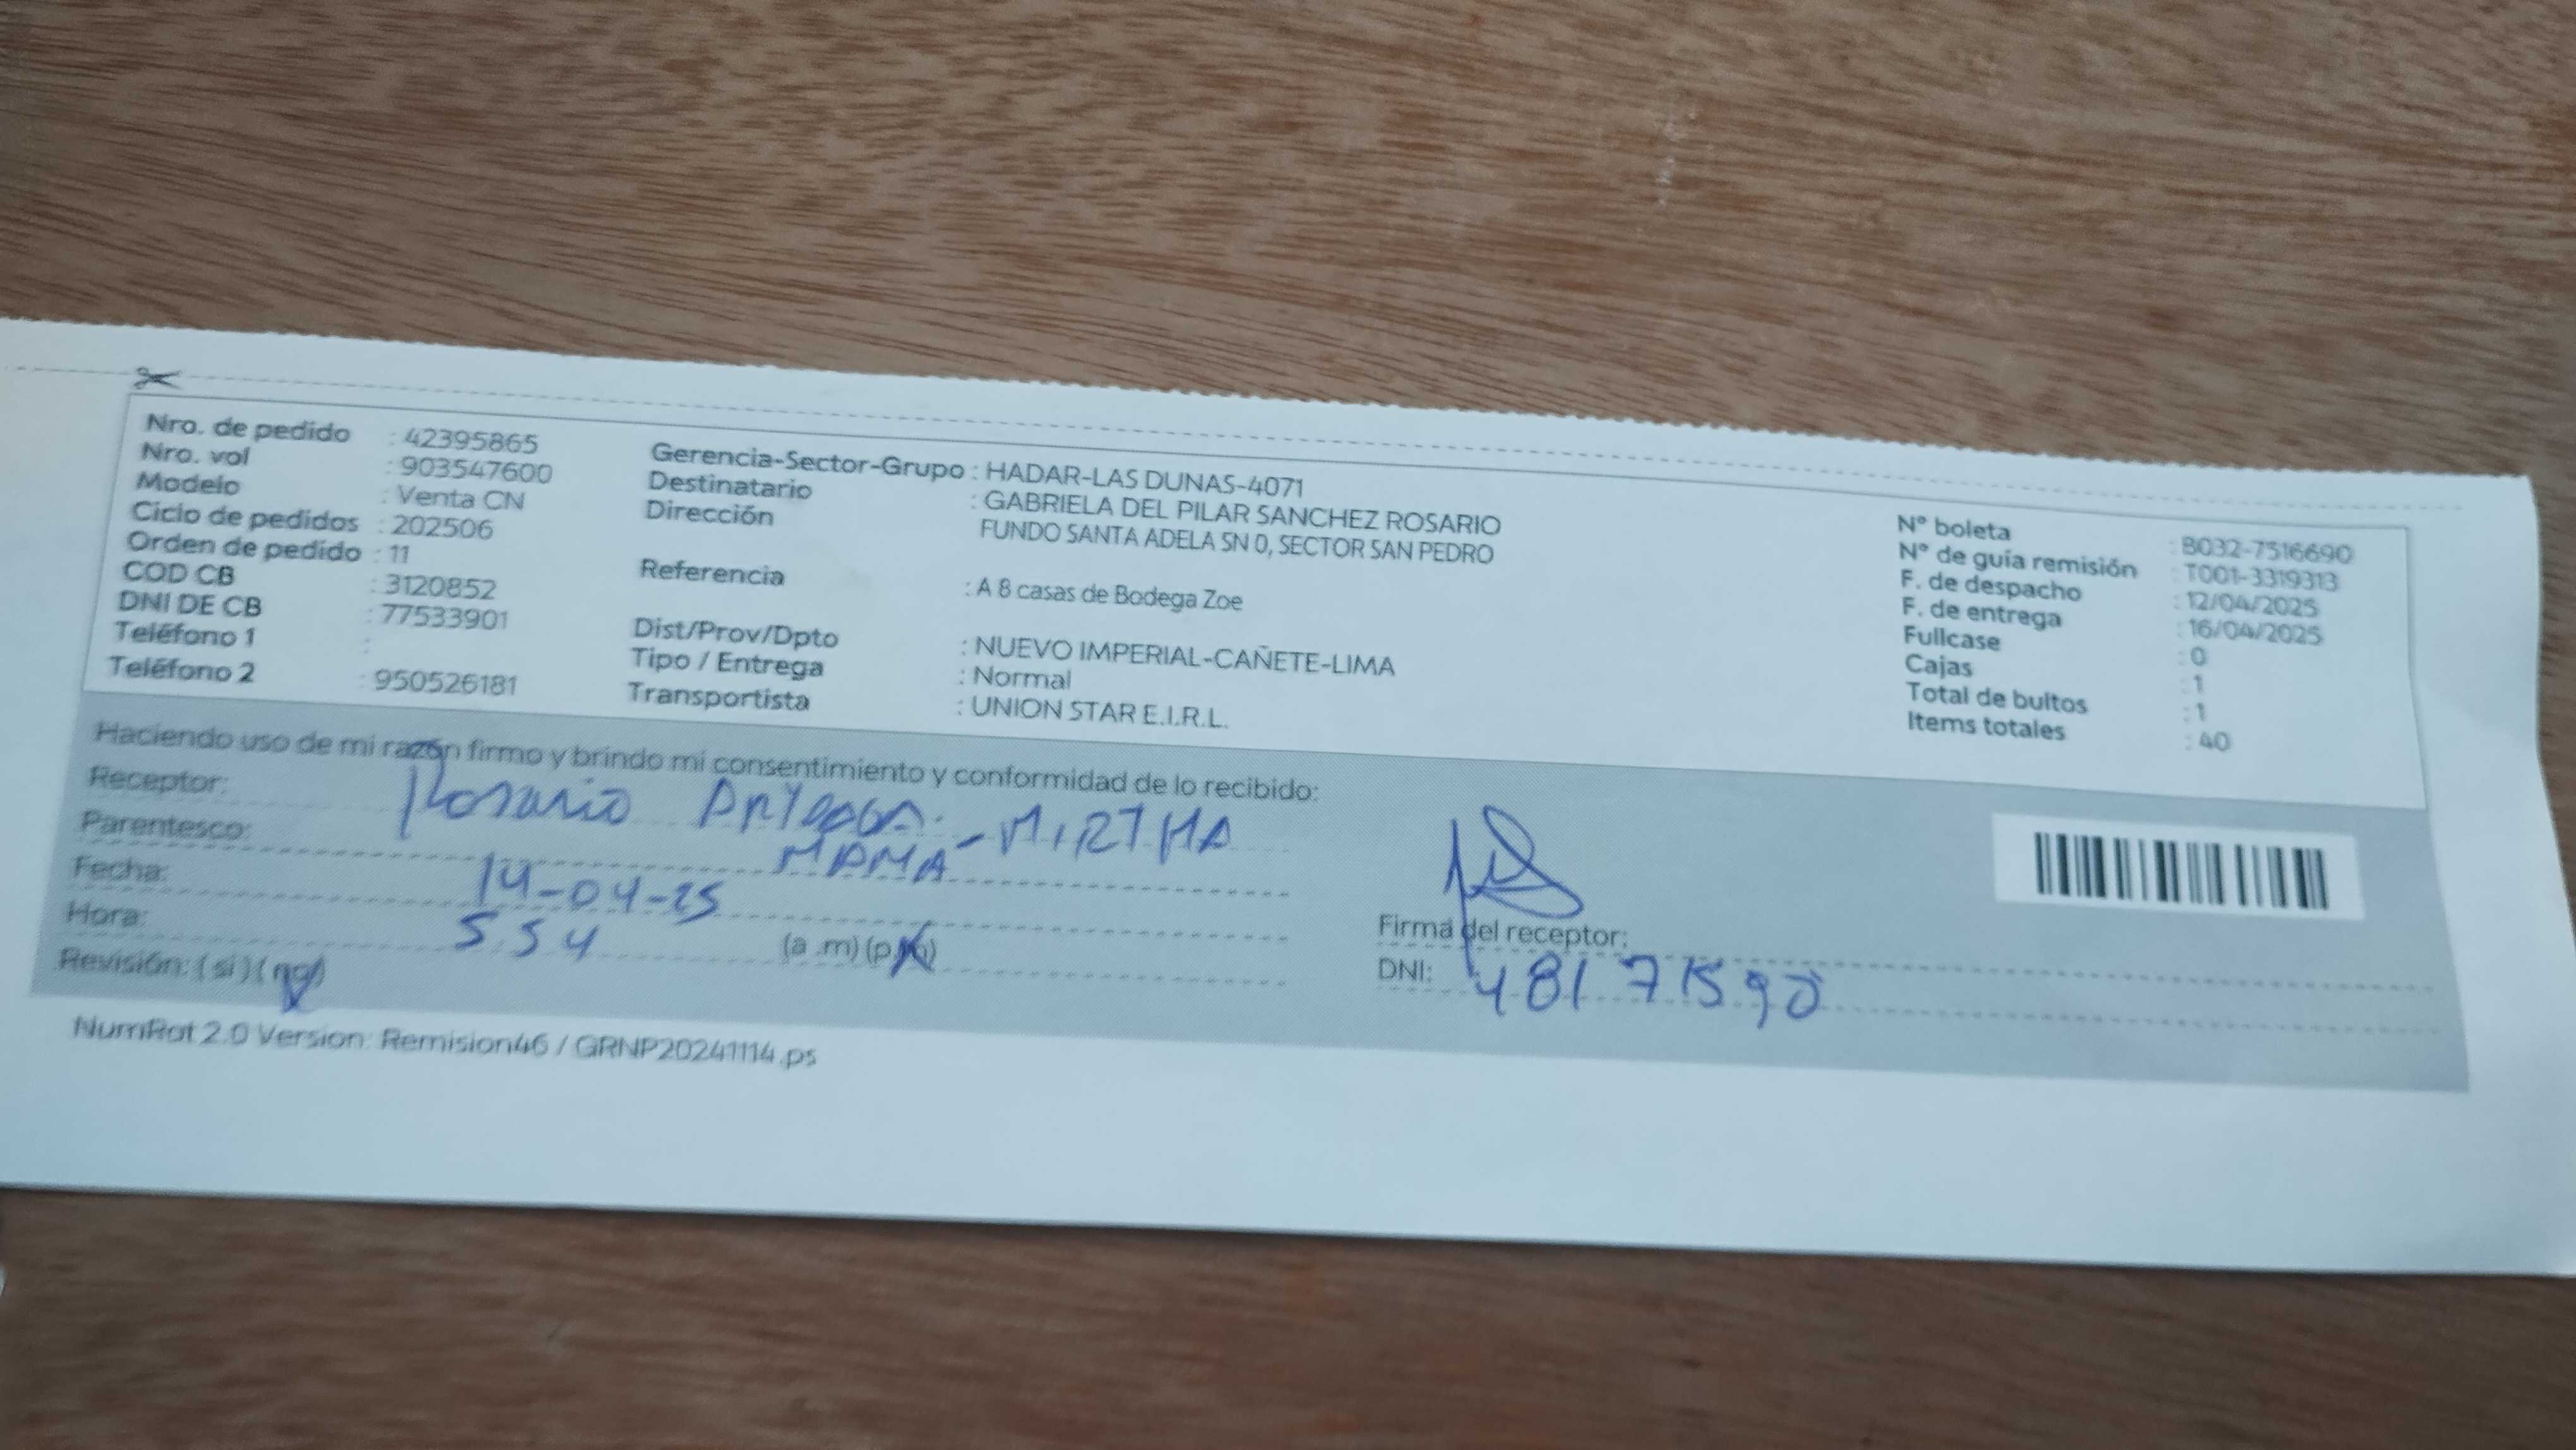 Nro. de pedido : 42395865
Nro. vol : 903547600
Modelo : Venta CN
Ciclo de pedidos : 202506
Orden de pedido : 11
COD CB : 3120852
DNI DE CB : 77533901
Teléfono 1 :
Teléfono 2 : 950526181
Gerencia-Sector-Grupo : HADAR-LAS DUNAS-4071
Destinatario : GABRIELA DEL PILAR SANCHEZ ROSARIO
Dirección FUNDO SANTA ADELA SN 0, SECTOR SAN PEDRO
Referencia : A 8 casas de Bodega Zoe
Dist/Prov/Dpto : NUEVO IMPERIAL-CAÑETE-LIMA
Tipo / Entrega : Normal
Transportista : UNION STAR E.I.R.L.
N° boleta : B032-7516690
N° de guía remisión : T001-3319313
F. de despacho : 12/04/2025
F. de entrega : 16/04/2025
Fullcase : 0
Cajas : 1
Total de bultos : 1
Items totales : 40
Haciendo uso de mi razón firmo y brindo mi consentimiento y conformidad de lo recibido:
Receptor: Rosario - MIRTHA
Parentesco: MAMA
Fecha: 14-04-25
Hora: 5:54 (a .m) (p.m)
Revisión: ( si ) ( no )
Firma del receptor:
DNI: 48171590
NumRot 2.0 Version: Remision46 / GRNP20241114.ps